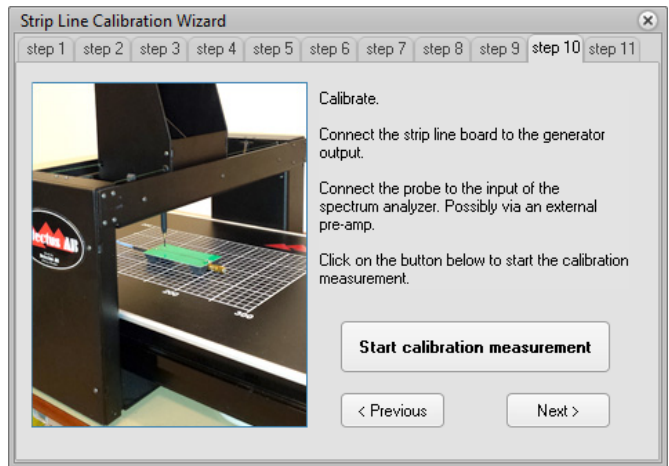 Strip Line Calibration Wizard
step 1 step 2 step 3 step 4 step 5 step 6 step 7 step 8 step 9 step 10 step 11
Calibrate.
Connect the strip line board to the generator
output.
Connect the probe to the input of the
spectrum analyzer. Possibly via an external
pre-amp.
Click on the button below to start the calibration
measurement.
AB
200
300
Start calibration measurement
< Previous
Next >